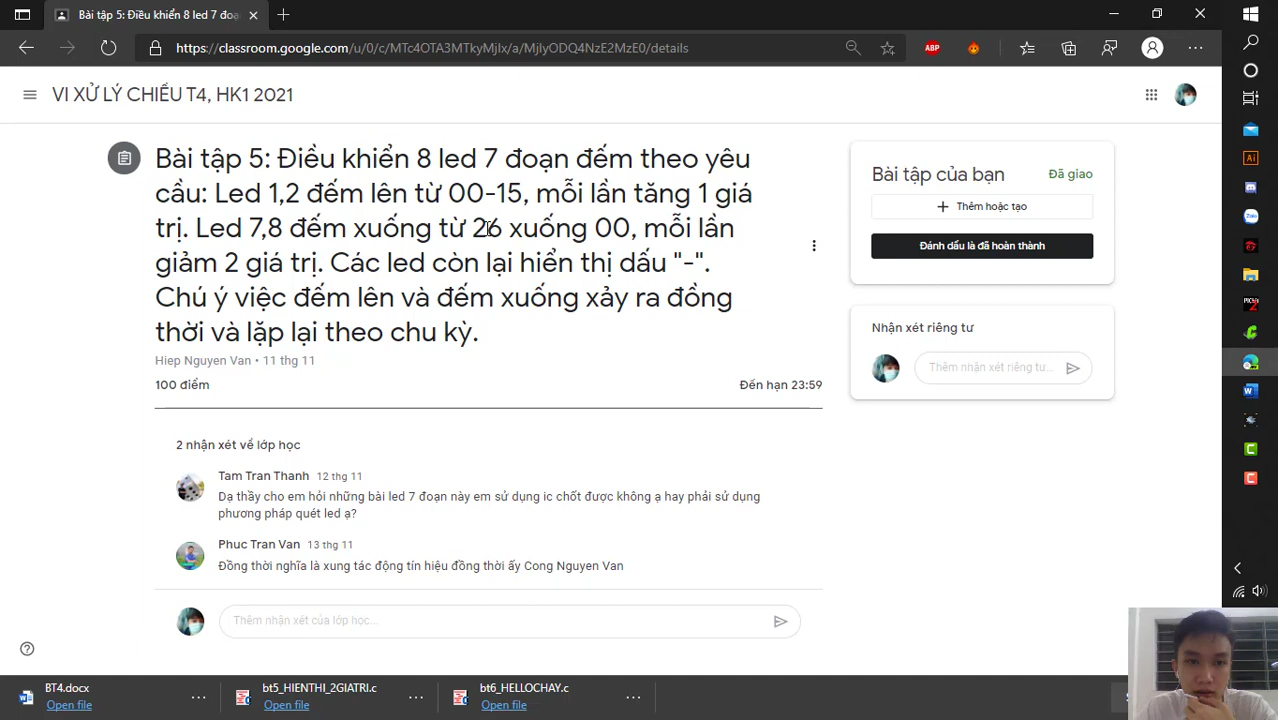 Bài tập 5: Điều khiển 8 led 7 đoạ
https://classroom.google.com/u/0/c/MTc4OTA3MTkyMjIx/a/MjIyODQ4NzE2MzE0/details
ABP
VI XỬ LÝ CHIỀU T4, HK1 2021
Bài tập 5: Điều khiển 8 led 7 đoạn đếm theo yêu
cầu: Led 1,2 đếm lên từ 00-15, mỗi lần tăng 1 giá
trị. Led 7,8 đếm xuống từ 26 xuống 00, mỗi lần
giảm 2 giá trị. Các led còn lại hiển thị dấu "-".
Chú ý việc đếm lên và đếm xuống xảy ra đồng
thời và lặp lại theo chu kỳ.
Hiep Nguyen Van • 11 thg 11
100 điểm
Đến hạn 23:59
Bài tập của bạn
Đã giao
Thêm hoặc tạo
Đánh dấu là đã hoàn thành
Nhận xét riêng tư
Thêm nhận xét riêng tư...
2 nhận xét về lớp học
Tam Tran Thanh 12 thg 11
Dạ thầy cho em hỏi những bài led 7 đoạn này em sử dụng ic chốt được không ạ hay phải sử dụng
phương pháp quét led ạ?
Phuc Tran Van 13 thg 11
Đồng thời nghĩa là xung tác động tín hiệu đồng thời ấy Cong Nguyen Van
Thêm nhận xét của lớp học...
BT4.docx
Open file
bt5_HIENTHI_2GIATRI.c
Open file
bt6_HELLOCHAY.c
Open file